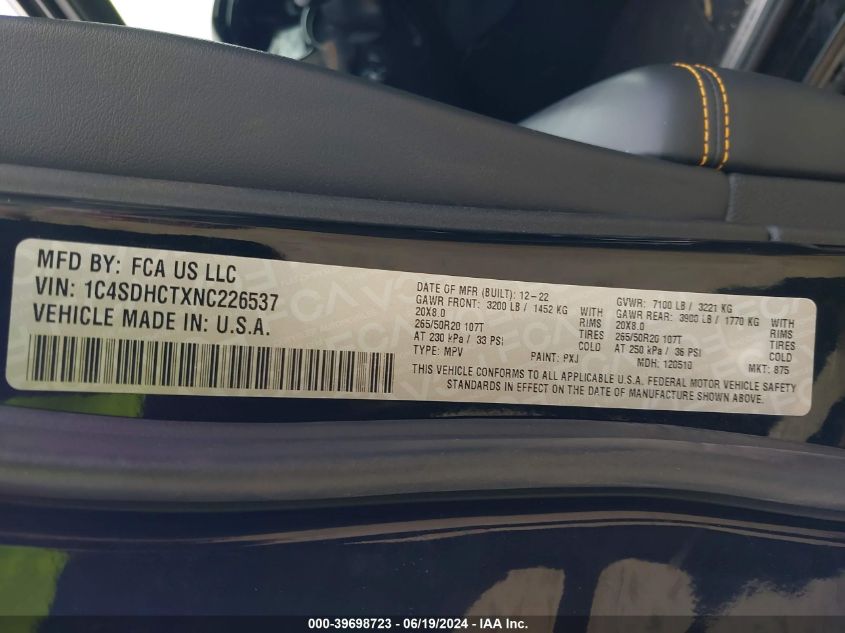 MFD BY: FCA US LLC
VIN: 1C4SDHCTXNC226537
VEHICLE MADE IN: U.S.A.
DATE OF MFR (BUILT): 12-22 GVWR: 7100 LB / 3221 KG
GAWR FRONT: 3200 LB / 1452 KG WITH GAWR REAR: 3900 LB / 1770 KG WITH
20X8.0 RIMS 20X8.0 RIMS
265/50R20 107T TIRES 265/50R20 107T TIRES
AT 230 kPa / 33 PSI COLD AT 250 kPa / 36 PSI COLD
TYPE: MPV PAINT: PXJ MDH: 120510 MKT: 875
THIS VEHICLE CONFORMS TO ALL APPLICABLE U.S.A. FEDERAL MOTOR VEHICLE SAFETY
STANDARDS IN EFFECT ON THE DATE OF MANUFACTURE SHOWN ABOVE.
000-39698723 - 06/19/2024 - IAA Inc.